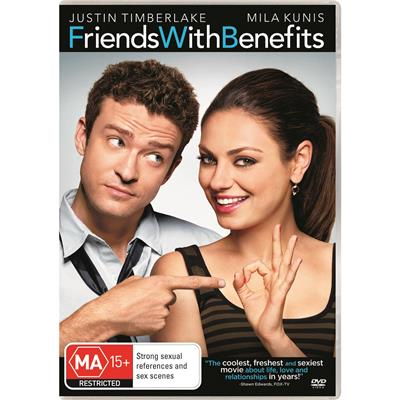 JUSTIN TIMBERLAKE MILA KUNIS
FriendsWithBenefits
MA 15+
RESTRICTED
Strong sexual
references and
sex scenes
"The coolest, freshest and sexiest
movie about life, love and
relationships in years!"
-Shawn Edwards, FOX-TV
DVD